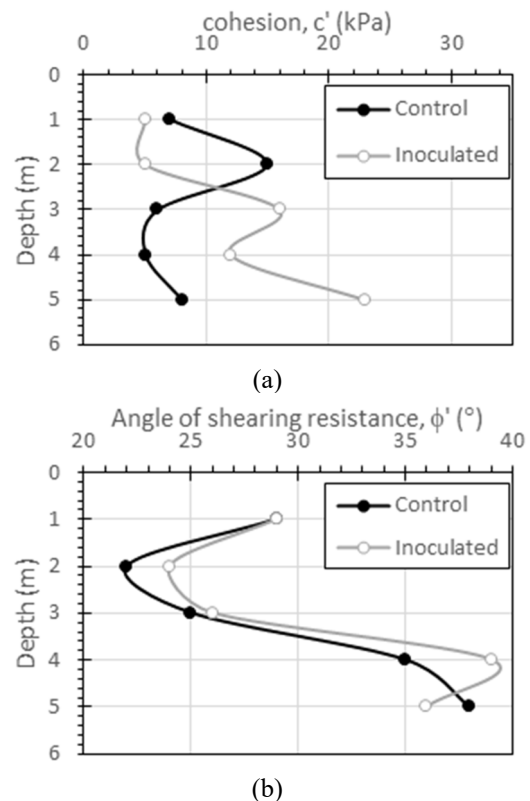 cohesion, c' (kPa)
0 10 20 30
0
1
2
3
4
5
6
Depth (m)
Control
Inoculated
(a)
Angle of shearing resistance, ϕ' (°)
20 25 30 35 40
0
1
2
3
4
5
6
Depth (m)
Control
Inoculated
(b)